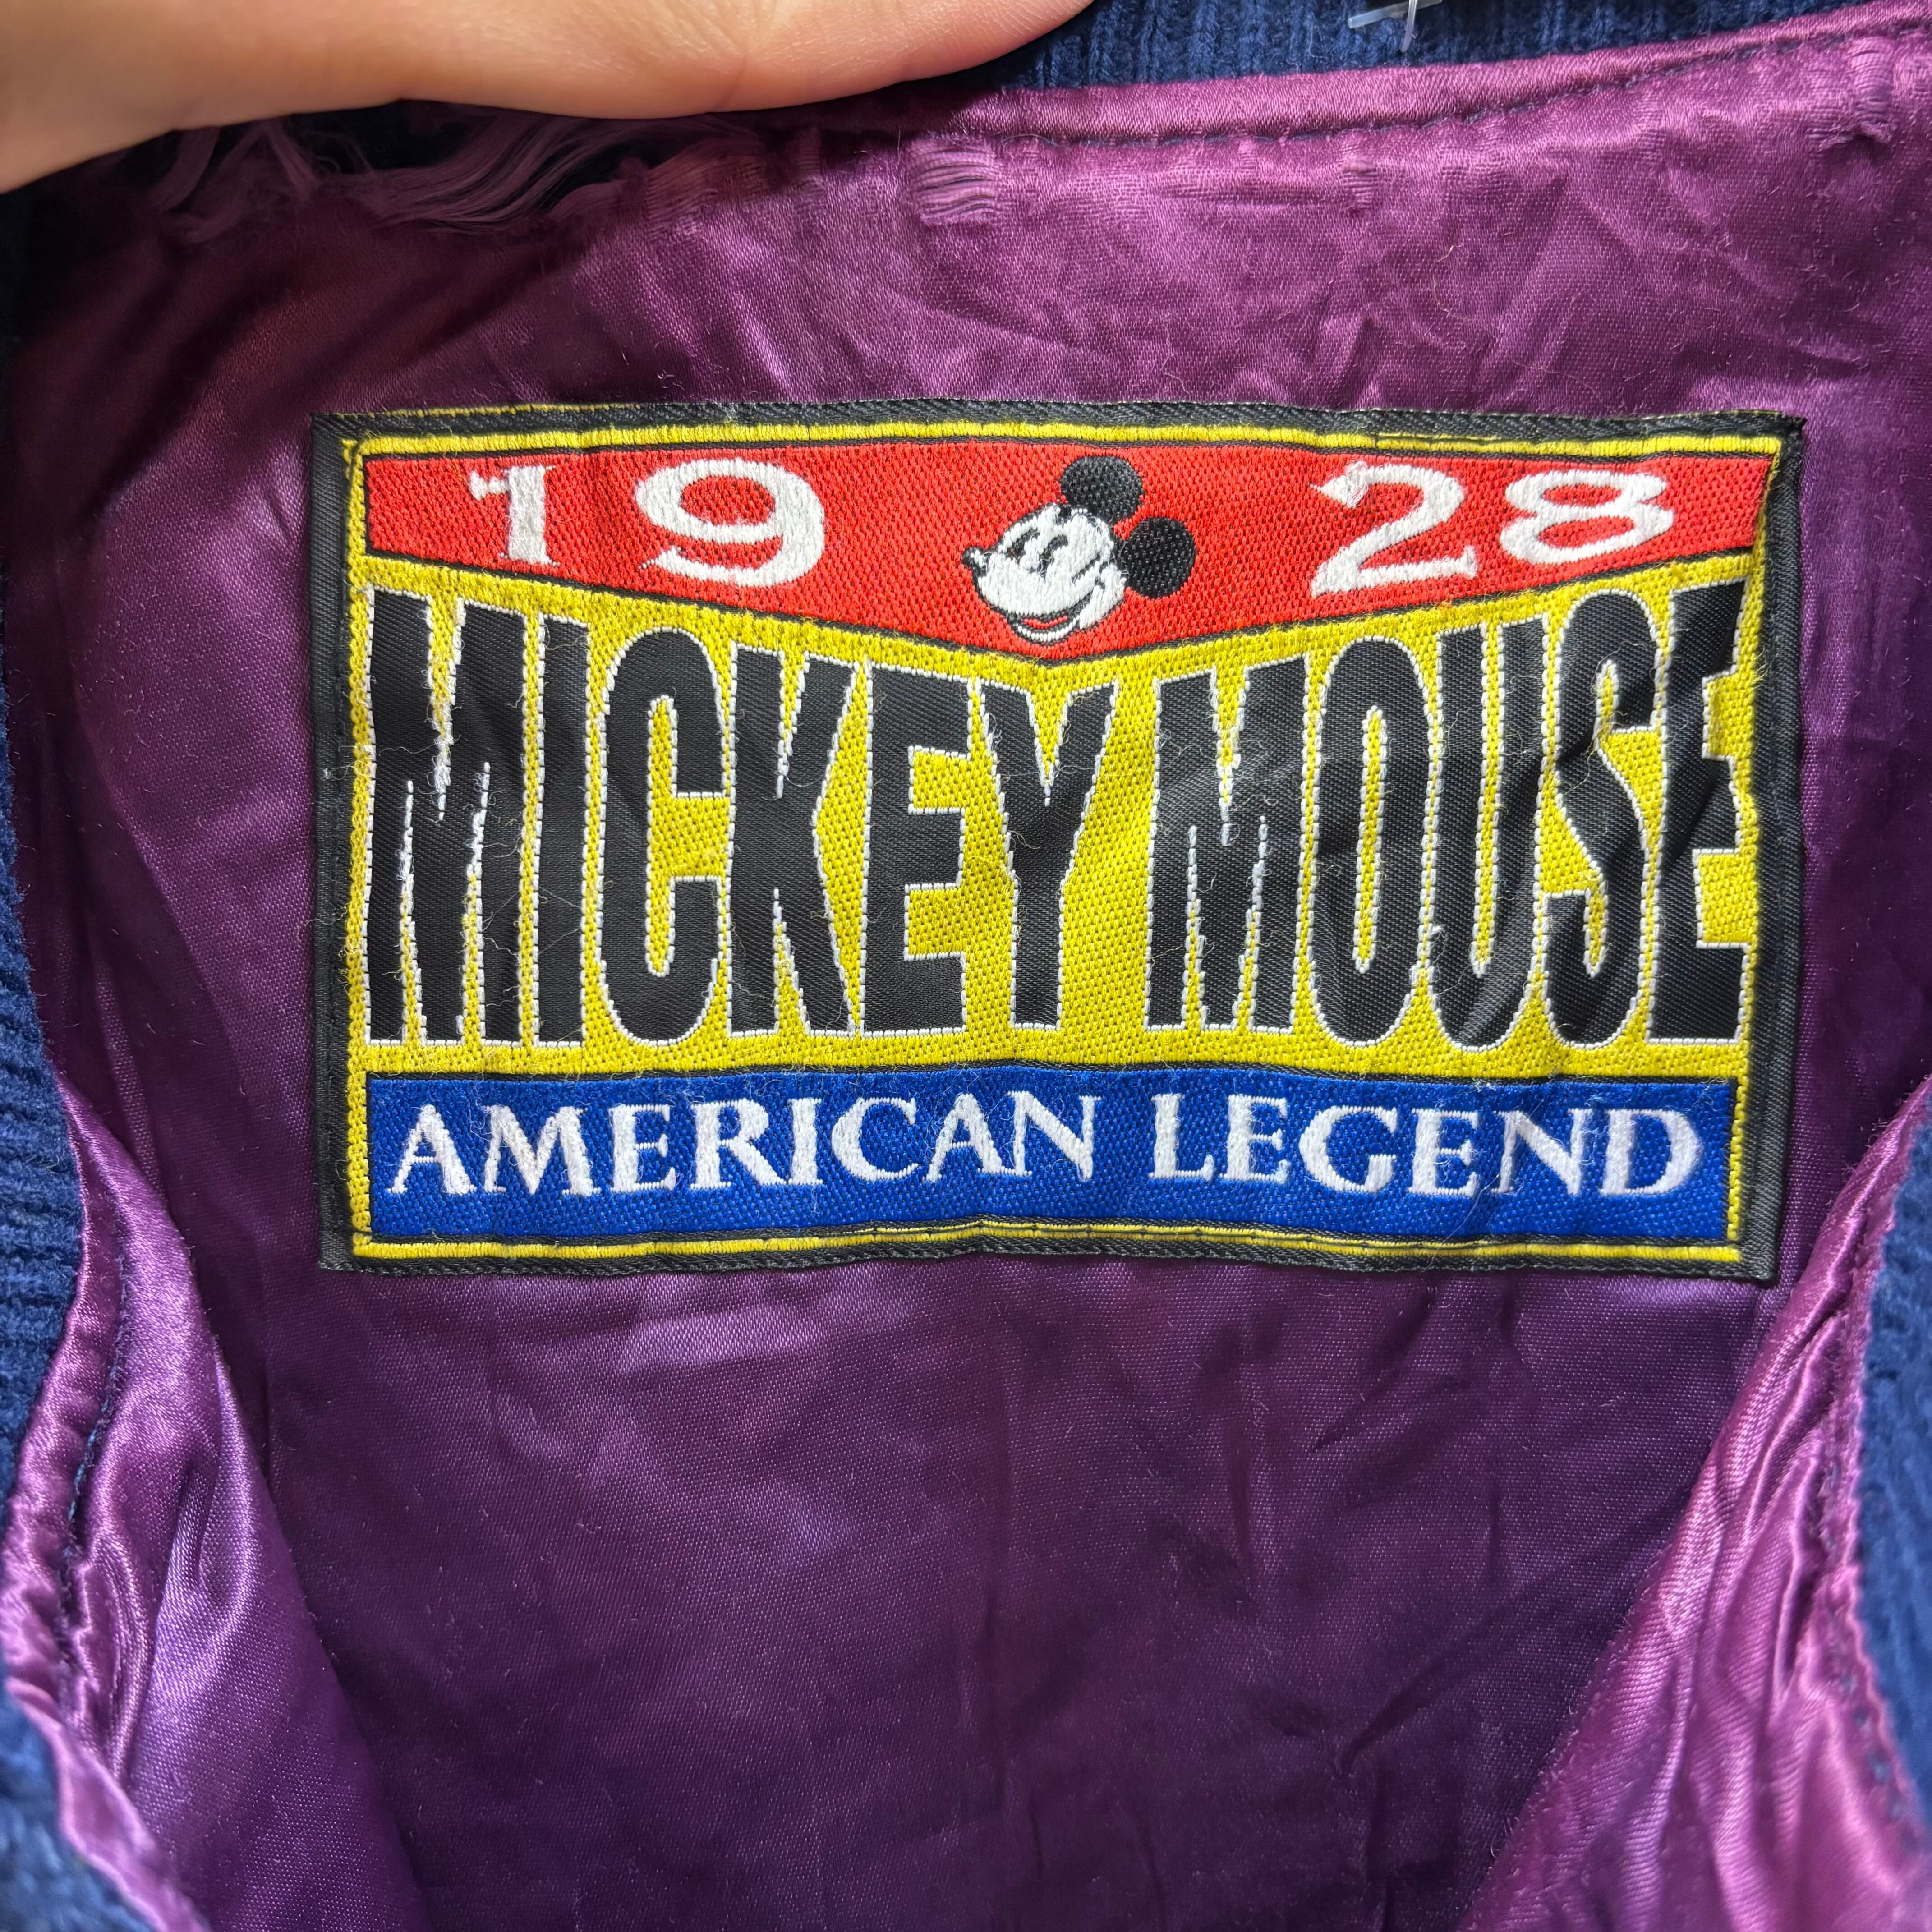 19 28
MICKEY MOUSE
AMERICAN LEGEND